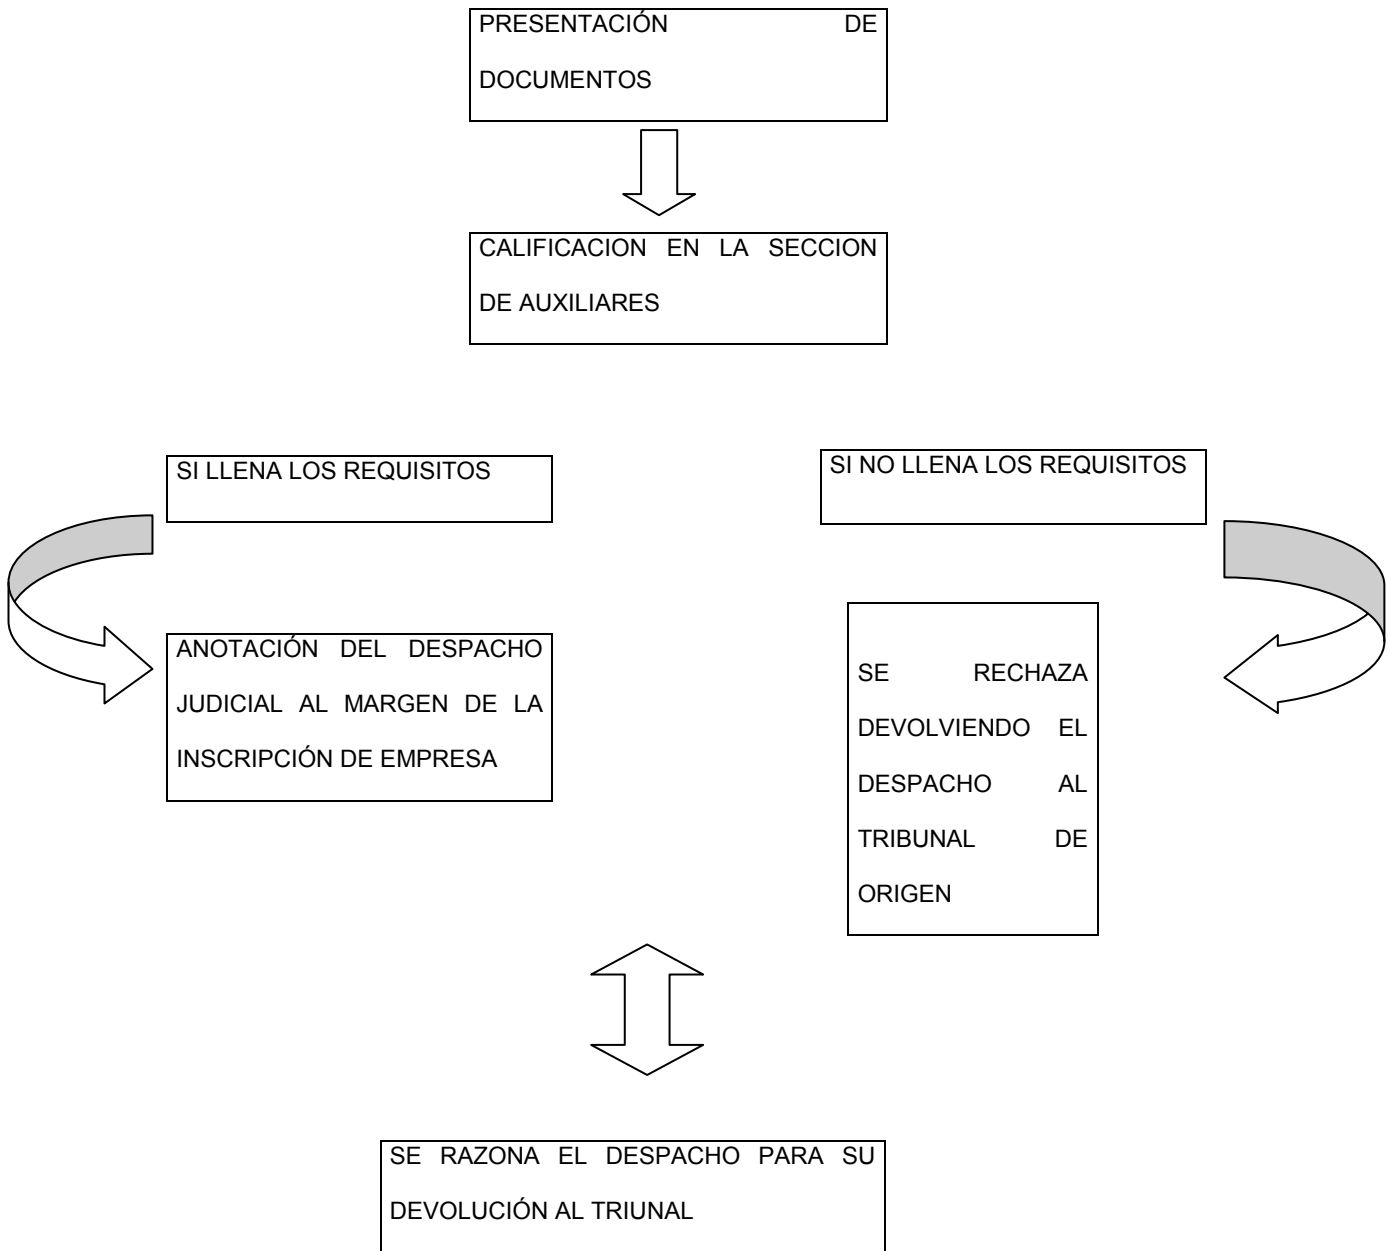 PRESENTACIÓN DE
DOCUMENTOS
CALIFICACION EN LA SECCION
DE AUXILIARES
SI LLENA LOS REQUISITOS
SI NO LLENA LOS REQUISITOS
ANOTACIÓN DEL DESPACHO
JUDICIAL AL MARGEN DE LA
INSCRIPCIÓN DE EMPRESA
SE RECHAZA
DEVOLVIENDO EL
DESPACHO AL
TRIBUNAL DE
ORIGEN
SE RAZONA EL DESPACHO PARA SU
DEVOLUCIÓN AL TRIUNAL